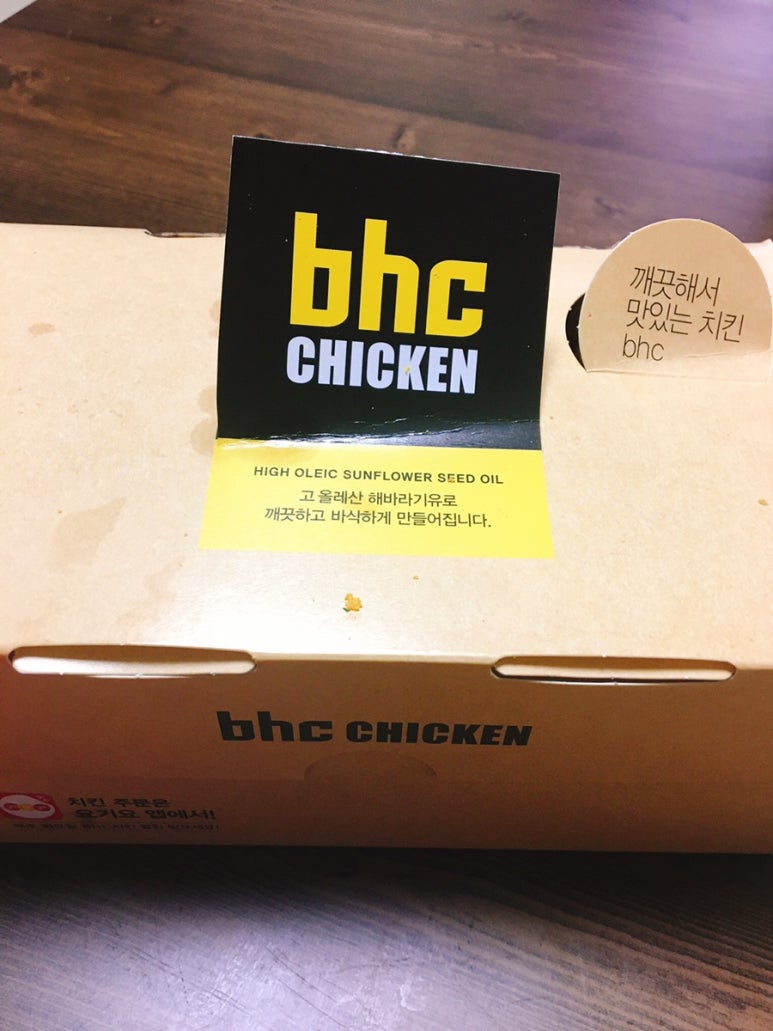 bhc
CHICKEN
깨끗해서
맛있는 치킨
bhc
HIGH OLEIC SUNFLOWER SEED OIL
고 올레산 해바라기유로
깨끗하고 바삭하게 만들어집니다.
bhc CHICKEN
치킨 주문은
요기요 앱에서!